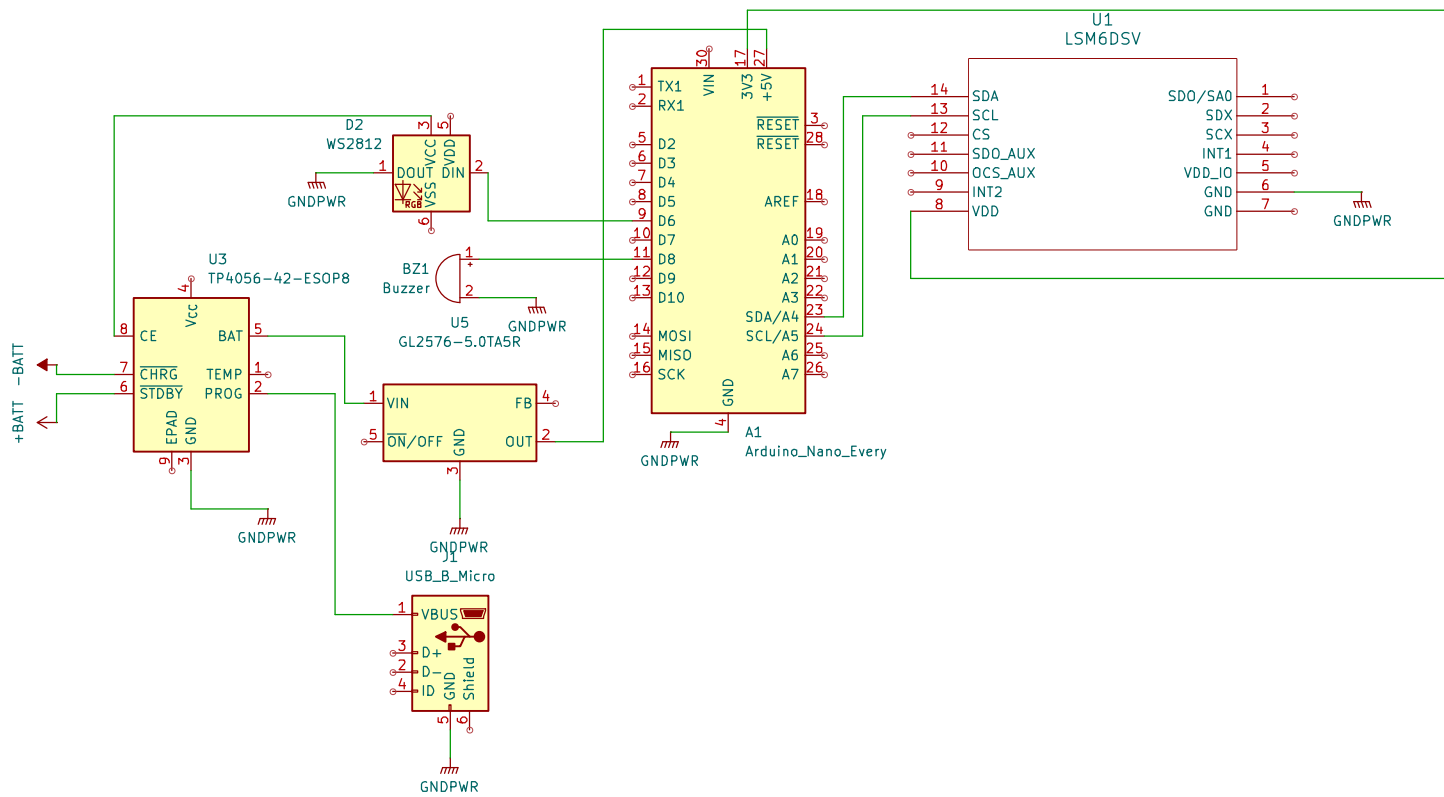 U1
LSM6DSV
14 SDA
13 SCL
12 CS
11 SDO_AUX
10 OCS_AUX
9 INT2
8 VDD
SDO/SA0 1
SDX 2
SCX 3
INT1 4
VDD_IO 5
GND 6
GND 7
GNDPWR
30 VIN
17 3V3
27 +5V
1 TX1
2 RX1
5 D2
6 D3
7 D4
8 D5
9 D6
10 D7
11 D8
12 D9
13 D10
14 MOSI
15 MISO
16 SCK
RESET 3
RESET 28
AREF 18
A0 19
A1 20
A2 21
A3 22
SDA/A4 23
SCL/A5 24
A6 25
A7 26
GND 4
A1
Arduino_Nano_Every
GNDPWR
D2
WS2812
3 VCC
5 VDD
1 DOUT
DIN 2
VSS 6
RGB
GNDPWR
BZ1
Buzzer
1
+
2
GNDPWR
U3
TP4056-42-ESOP8
4 Vcc
8 CE
7 CHRG
6 STDBY
BAT 5
TEMP 1
PROG 2
EPAD 9
GND 3
-BATT
+BATT
GNDPWR
U5
GL2576-5.0TA5R
1 VIN
5 ON/OFF
FB 4
OUT 2
GND 3
GNDPWR
J1
USB_B_Micro
1 VBUS
3 D+
2 D-
4 ID
GND 5
Shield 6
GNDPWR